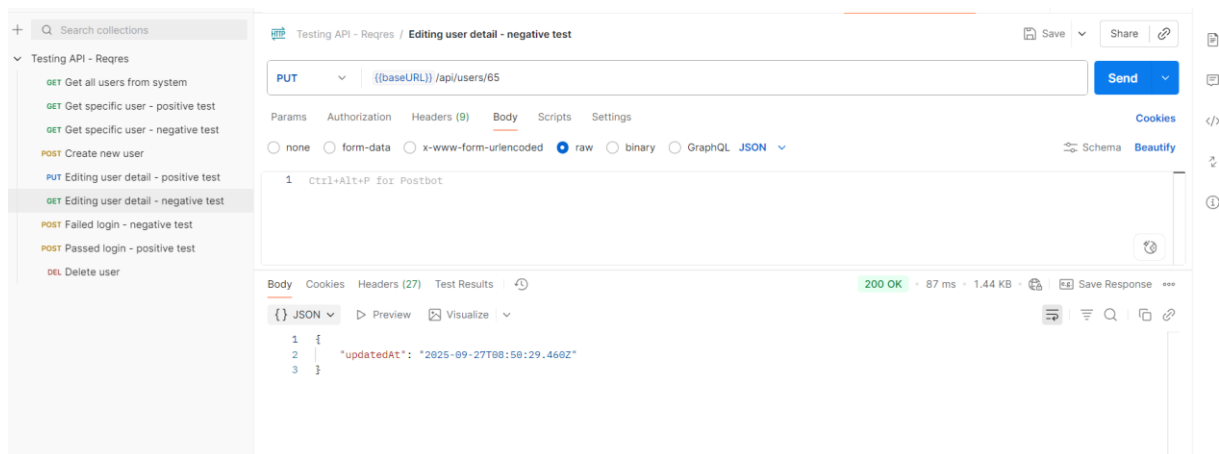 Search collections
Testing API - Reqres
GET Get all users from system
GET Get specific user - positive test
GET Get specific user - negative test
POST Create new user
PUT Editing user detail - positive test
GET Editing user detail - negative test
POST Failed login - negative test
POST Passed login - positive test
DEL Delete user
HTTP Testing API - Reqres / Editing user detail - negative test
Save Share
PUT {{baseURL}} /api/users/65 Send
Params Authorization Headers (9) Body Scripts Settings Cookies
none form-data x-www-form-urlencoded raw binary GraphQL JSON Schema Beautify
1 Ctrl+Alt+P for Postbot
Body Cookies Headers (27) Test Results 200 OK • 87 ms • 1.44 KB • e.g. Save Response
{} JSON Preview Visualize
1 {
2 "updatedAt": "2025-09-27T08:50:29.460Z"
3 }